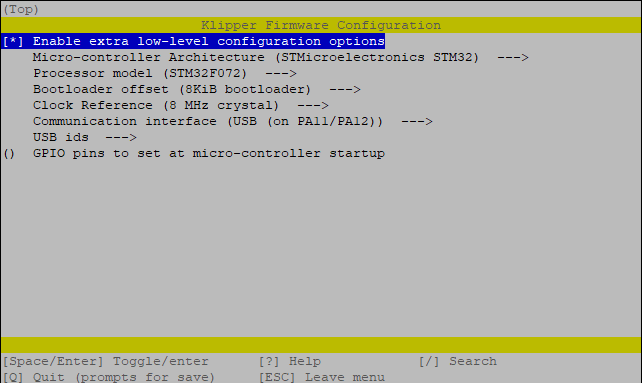 (Top)
Klipper Firmware Configuration
[*] Enable extra low-level configuration options
Micro-controller Architecture (STMicroelectronics STM32)  --->
Processor model (STM32F072)  --->
Bootloader offset (8KiB bootloader)  --->
Clock Reference (8 MHz crystal)  --->
Communication interface (USB (on PA11/PA12))  --->
USB ids  --->
()  GPIO pins to set at micro-controller startup
[Space/Enter] Toggle/enter [?] Help [/] Search
[Q] Quit (prompts for save) [ESC] Leave menu